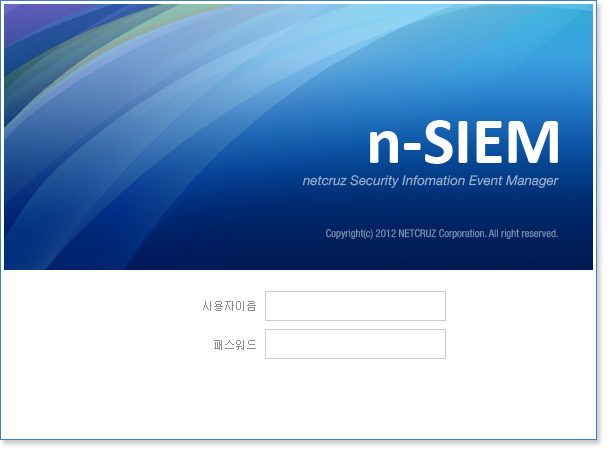 n-SIEM
netcruz Security Infomation Event Manager
Copyright(c) 2012 NETCRUZ Corporation. All right reserved.
사용자이름
패스워드